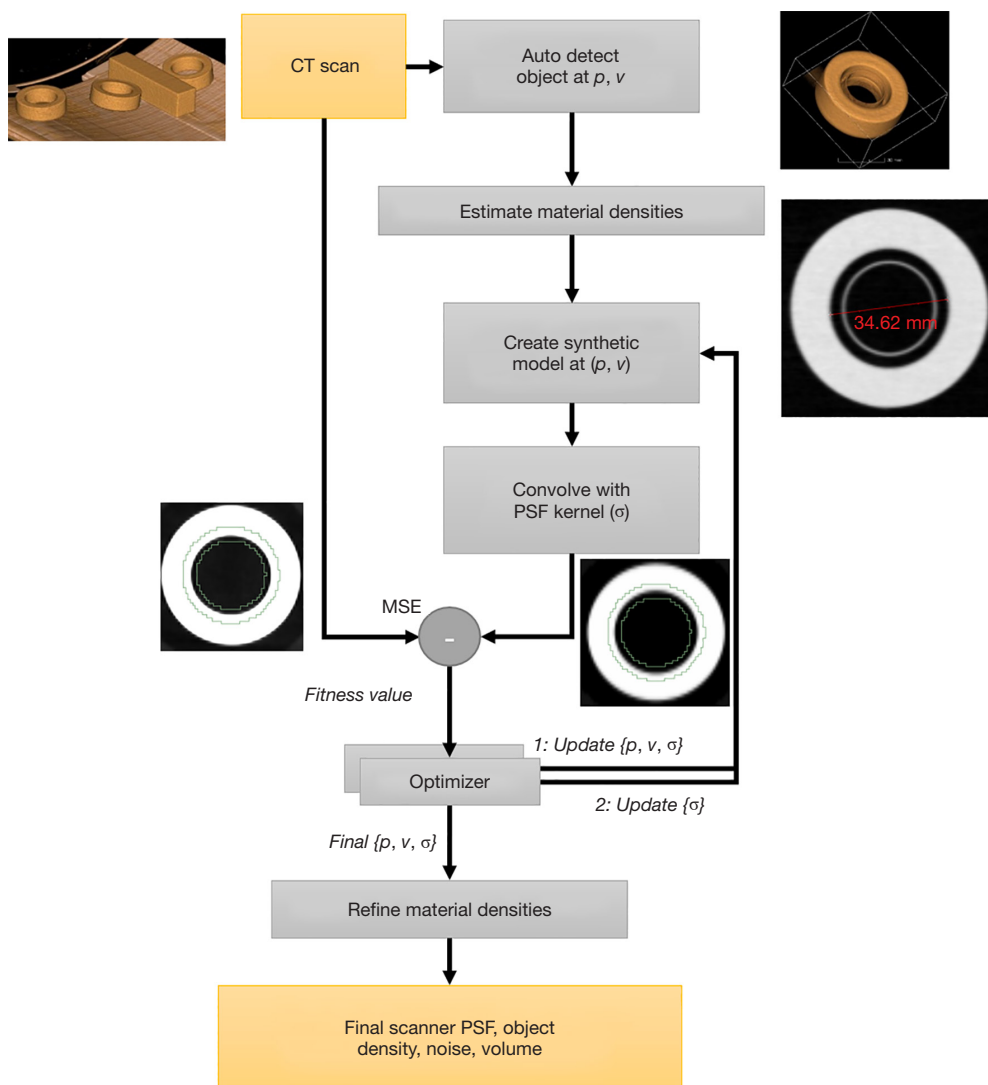 CT scan
Auto detect
object at p, v
Estimate material densities
Create synthetic
model at (p, v)
34.62 mm
Convolve with
PSF kernel (σ)
MSE
-
Fitness value
1: Update {p, v, σ}
Optimizer
2: Update {σ}
Final {p, v, σ}
Refine material densities
Final scanner PSF, object
density, noise, volume